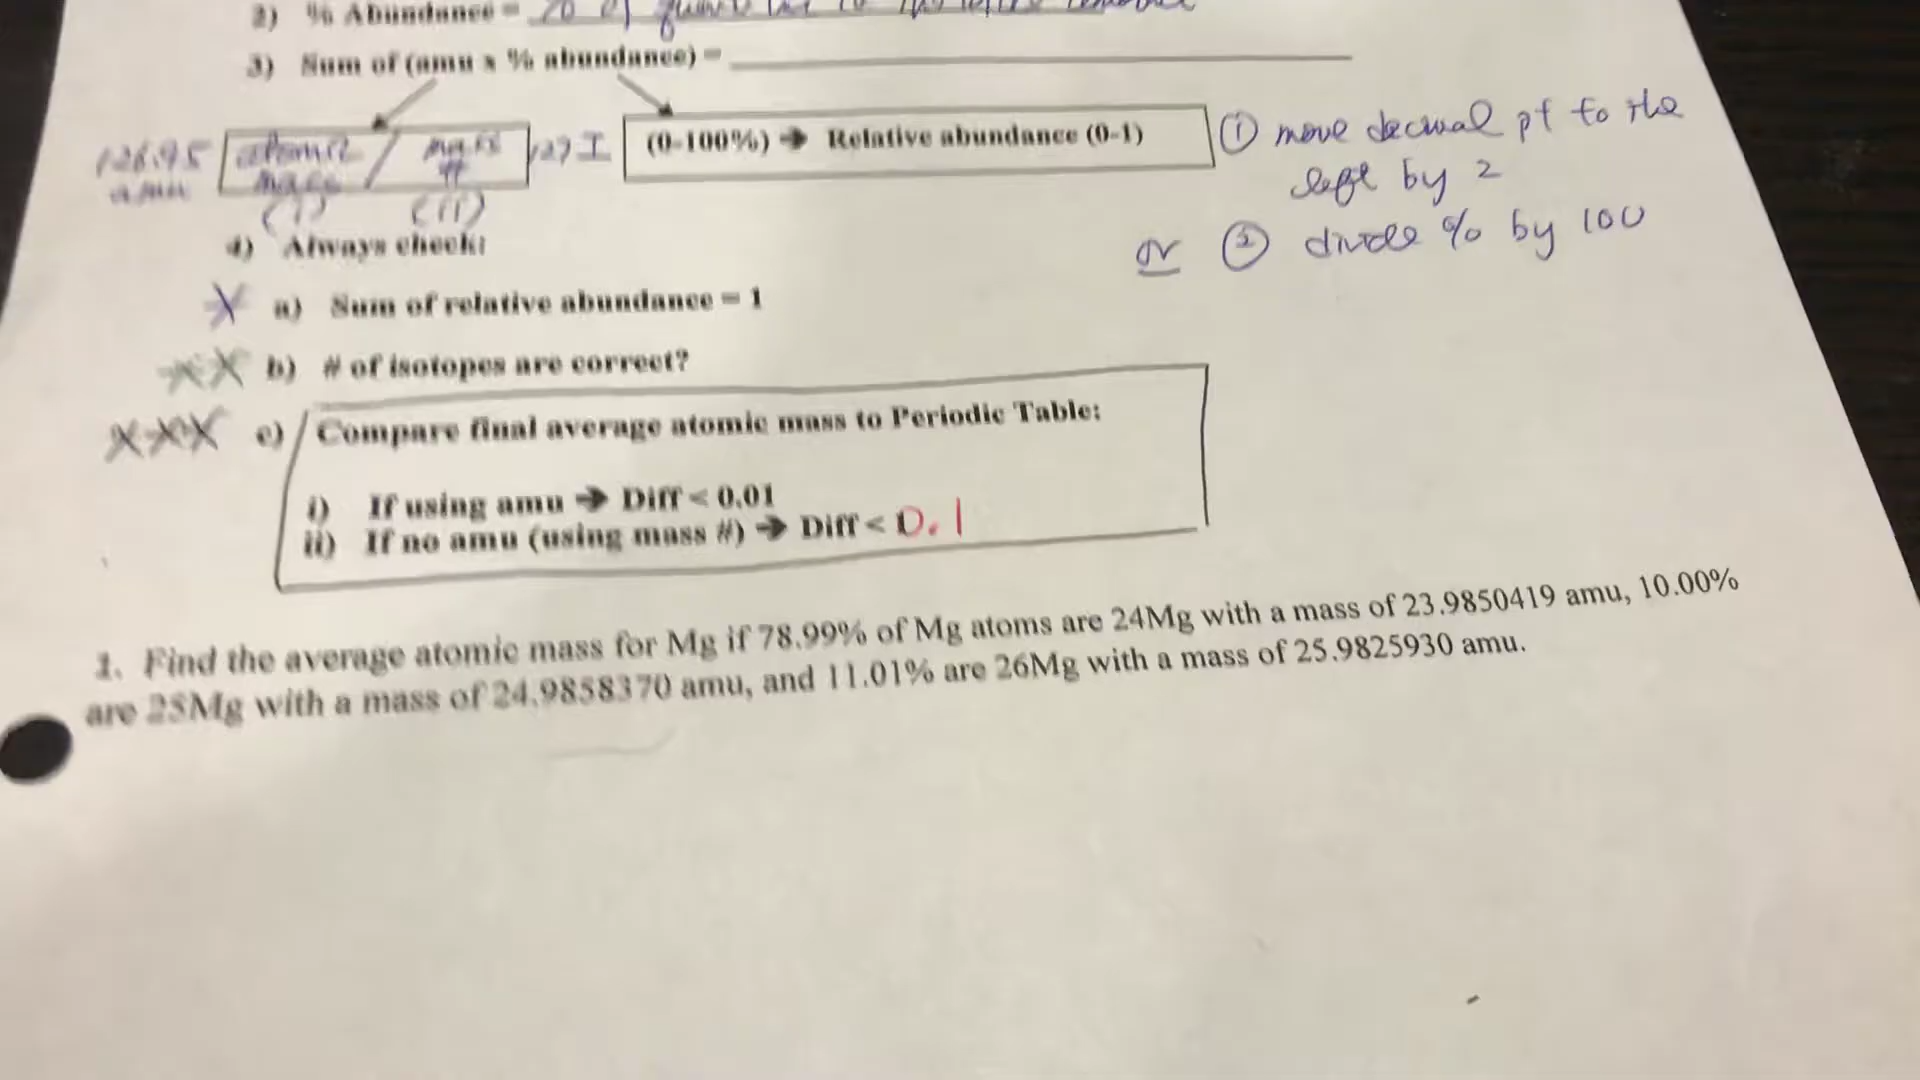 2) % Abundance =
3) Sum of (amu x % abundance) =
126.95 amu atomic mass / mass # 127 I (0-100%) ➔ Relative abundance (0-1) ① move decimal pt to the
(i) (ii) left by 2
4) Always check: or ② divide % by 100
X a) Sum of relative abundance = 1
XX b) # of isotopes are correct?
XXX c) Compare final average atomic mass to Periodic Table:
i) If using amu ➔ Diff < 0.01
ii) If no amu (using mass #) ➔ Diff < 0.1
1. Find the average atomic mass for Mg if 78.99% of Mg atoms are 24Mg with a mass of 23.9850419 amu, 10.00%
are 25Mg with a mass of 24.9858370 amu, and 11.01% are 26Mg with a mass of 25.9825930 amu.